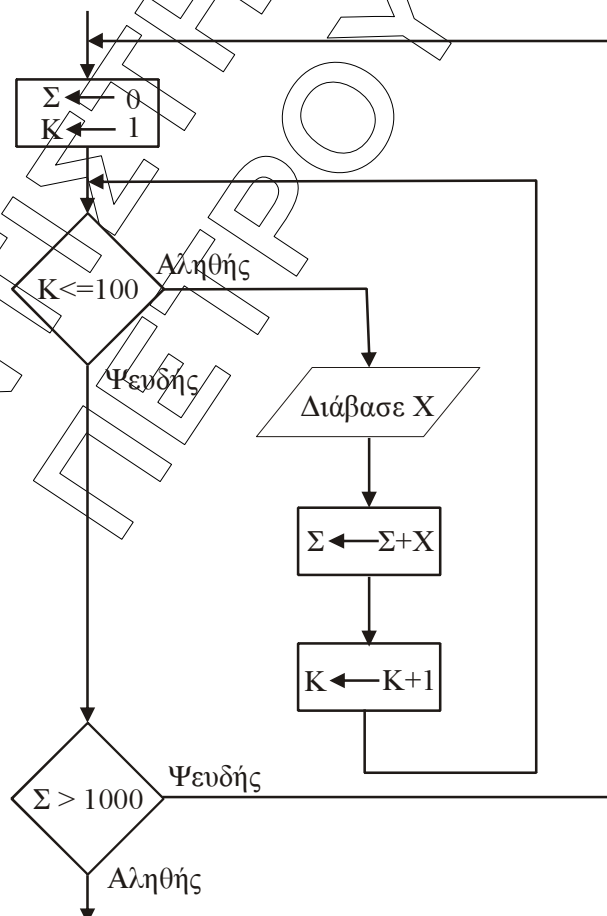 Σ ← 0
Κ ← 1
Κ<=100
Αληθής
Ψευδής
Διάβασε Χ
Σ ← Σ+Χ
Κ ← Κ+1
Σ > 1000
Ψευδής
Αληθής